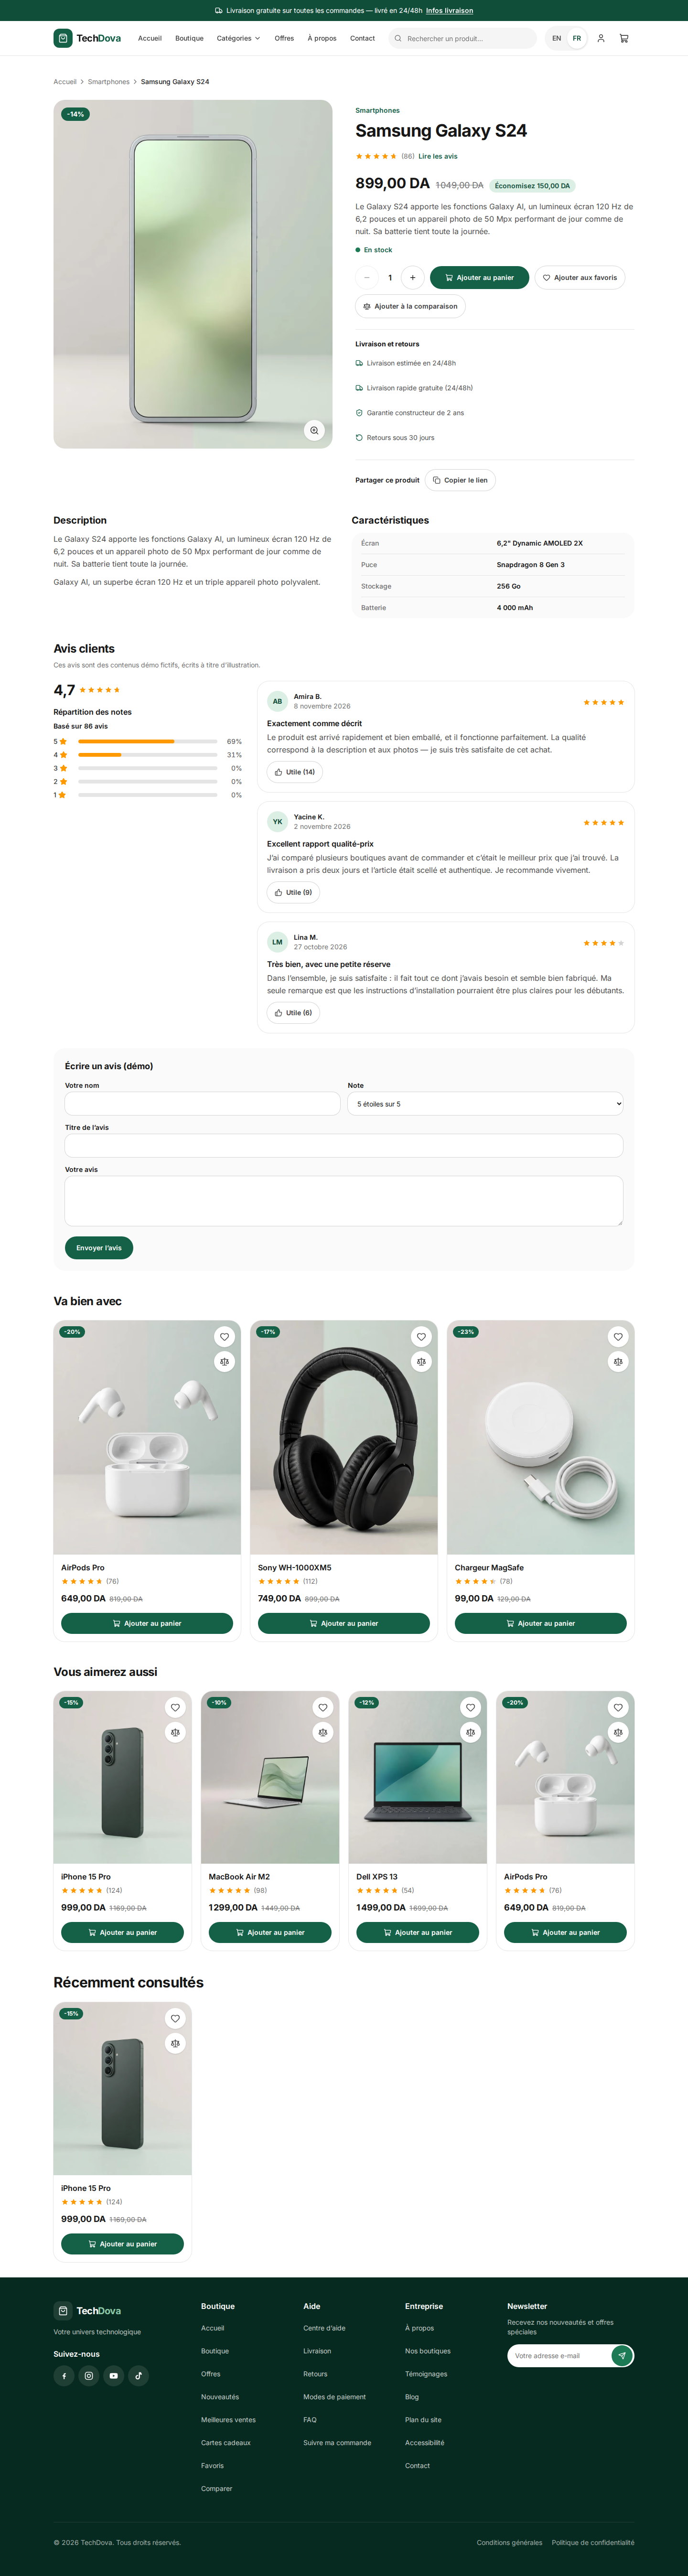 Livraison gratuite sur toutes les commandes — livré en 24/48h Infos livraison
TechDova
Accueil Boutique Catégories Offres À propos Contact Rechercher un produit... EN FR
Accueil > Smartphones > Samsung Galaxy S24
-14%
Smartphones
Samsung Galaxy S24
(86) Lire les avis
899,00 DA 1 049,00 DA Économisez 150,00 DA
Le Galaxy S24 apporte les fonctions Galaxy AI, un lumineux écran 120 Hz de
6,2 pouces et un appareil photo de 50 Mpx performant de jour comme de
nuit. Sa batterie tient toute la journée.
En stock
1
Ajouter au panier
Ajouter aux favoris
Ajouter à la comparaison
Livraison et retours
Livraison estimée en 24/48h
Livraison rapide gratuite (24/48h)
Garantie constructeur de 2 ans
Retours sous 30 jours
Partager ce produit Copier le lien
Description
Le Galaxy S24 apporte les fonctions Galaxy AI, un lumineux écran 120 Hz de
6,2 pouces et un appareil photo de 50 Mpx performant de jour comme de
nuit. Sa batterie tient toute la journée.
Galaxy AI, un superbe écran 120 Hz et un triple appareil photo polyvalent.
Caractéristiques
Écran 6,2" Dynamic AMOLED 2X
Puce Snapdragon 8 Gen 3
Stockage 256 Go
Batterie 4 000 mAh
Avis clients
Ces avis sont des contenus démo fictifs, écrits à titre d'illustration.
4,7
Répartition des notes
Basé sur 86 avis
5 69%
4 31%
3 0%
2 0%
1 0%
AB
Amira B.
8 novembre 2026
Exactement comme décrit
Le produit est arrivé rapidement et bien emballé, et il fonctionne parfaitement. La qualité
correspond à la description et aux photos — je suis très satisfaite de cet achat.
Utile (14)
YK
Yacine K.
2 novembre 2026
Excellent rapport qualité-prix
J'ai comparé plusieurs boutiques avant de commander et c'était le meilleur prix que j'ai trouvé. La
livraison a pris deux jours et l'article était scellé et authentique. Je recommande vivement.
Utile (9)
LM
Lina M.
27 octobre 2026
Très bien, avec une petite réserve
Dans l'ensemble, je suis satisfaite : il fait tout ce dont j'avais besoin et semble bien fabriqué. Ma
seule remarque est que les instructions d'installation pourraient être plus claires pour les débutants.
Utile (6)
Écrire un avis (démo)
Votre nom
Note
5 étoiles sur 5
Titre de l'avis
Votre avis
Envoyer l'avis
Va bien avec
-20%
AirPods Pro
(76)
649,00 DA 819,00 DA
Ajouter au panier
-17%
Sony WH-1000XM5
(112)
749,00 DA 899,00 DA
Ajouter au panier
-23%
Chargeur MagSafe
(78)
99,00 DA 129,00 DA
Ajouter au panier
Vous aimerez aussi
-15%
iPhone 15 Pro
(124)
999,00 DA 1 169,00 DA
Ajouter au panier
-10%
MacBook Air M2
(98)
1 299,00 DA 1 449,00 DA
Ajouter au panier
-12%
Dell XPS 13
(54)
1 499,00 DA 1 699,00 DA
Ajouter au panier
-20%
AirPods Pro
(76)
649,00 DA 819,00 DA
Ajouter au panier
Récemment consultés
-15%
iPhone 15 Pro
(124)
999,00 DA 1 169,00 DA
Ajouter au panier
TechDova
Votre univers technologique
Suivez-nous
Boutique
Accueil
Boutique
Offres
Nouveautés
Meilleures ventes
Cartes cadeaux
Favoris
Comparer
Aide
Centre d'aide
Livraison
Retours
Modes de paiement
FAQ
Suivre ma commande
Entreprise
À propos
Nos boutiques
Témoignages
Blog
Plan du site
Accessibilité
Contact
Newsletter
Recevez nos nouveautés et offres
spéciales
Votre adresse e-mail
© 2026 TechDova. Tous droits réservés.
Conditions générales Politique de confidentialité